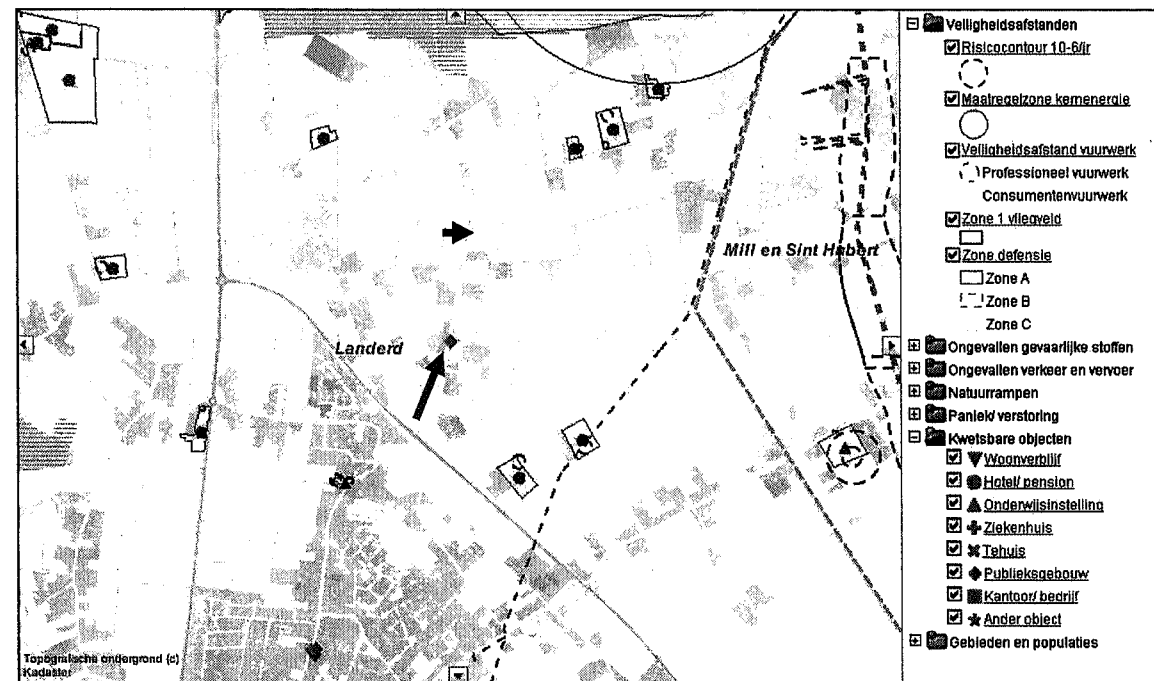 Mill en Sint Hubert
Landerd
Topografische ondergrond (c)
Kadaster
Veiligheidsafstanden
Risicocontour 10-6/jr
Maatregelzone kernenergie
Veiligheidsafstand vuurwerk
Professioneel vuurwerk
Consumentenvuurwerk
Zone 1 vliegveld
Zone defensie
Zone A
Zone B
Zone C
Ongevallen gevaarlijke stoffen
Ongevallen verkeer en vervoer
Natuurrampen
Paniek/ verstoring
Kwetsbare objecten
Woonverblijf
Hotel/ pension
Onderwijsinstelling
Ziekenhuis
Tehuis
Publieksgebouw
Kantoor/ bedrijf
Ander object
Gebieden en populaties